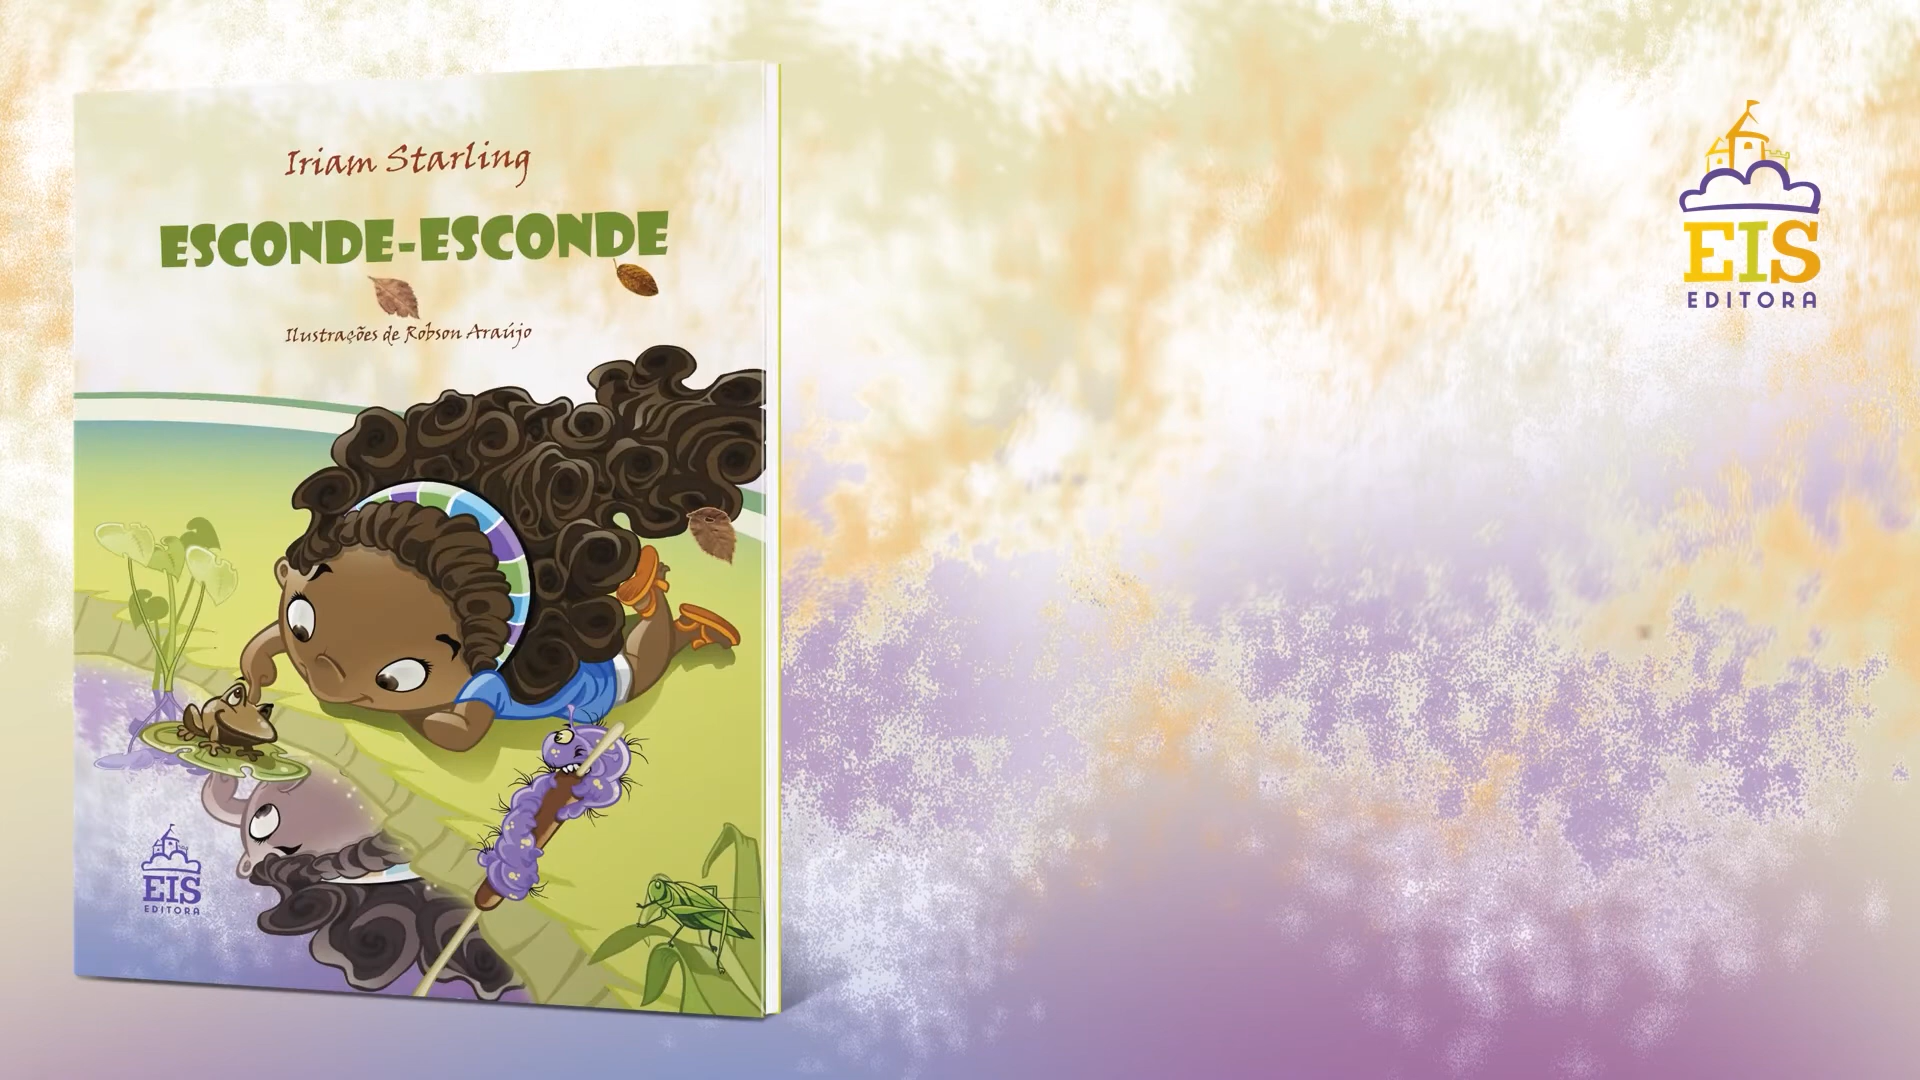 Iriam Starling
ESCONDE-ESCONDE
Ilustrações de Robson Araújo
EIS
EDITORA
EIS
EDITORA